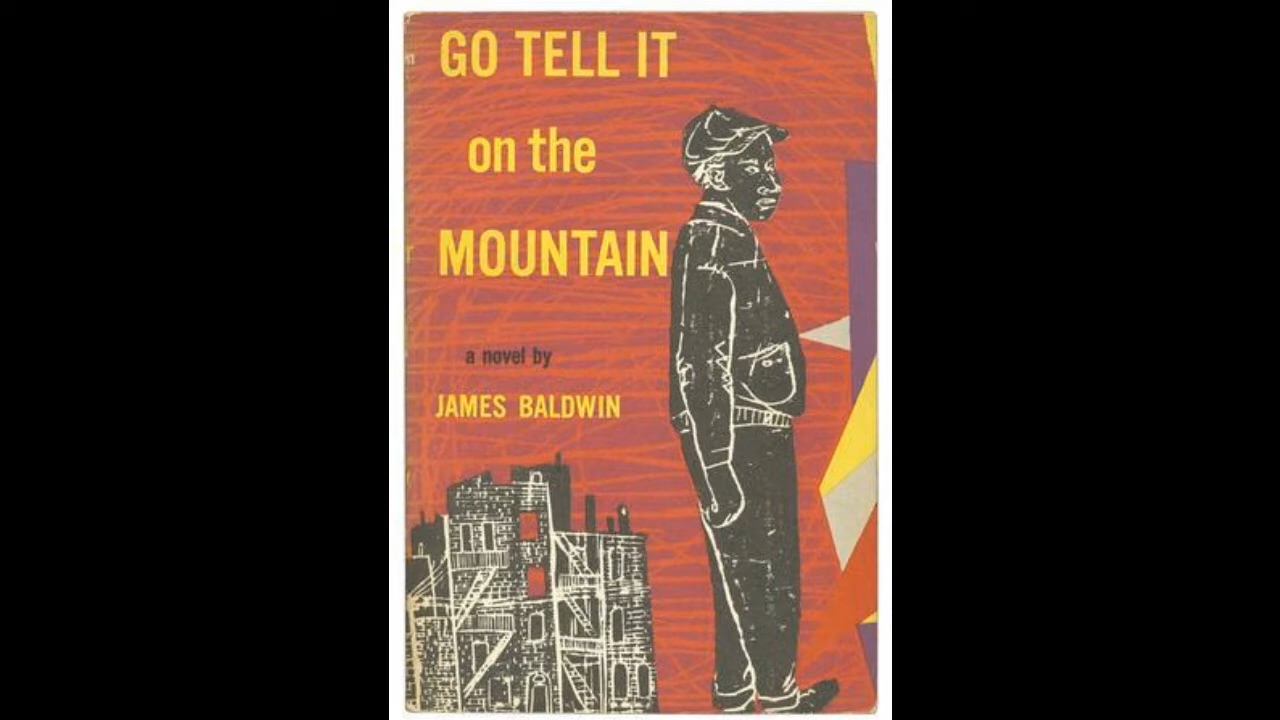 GO TELL IT
on the
MOUNTAIN
a novel by
JAMES BALDWIN